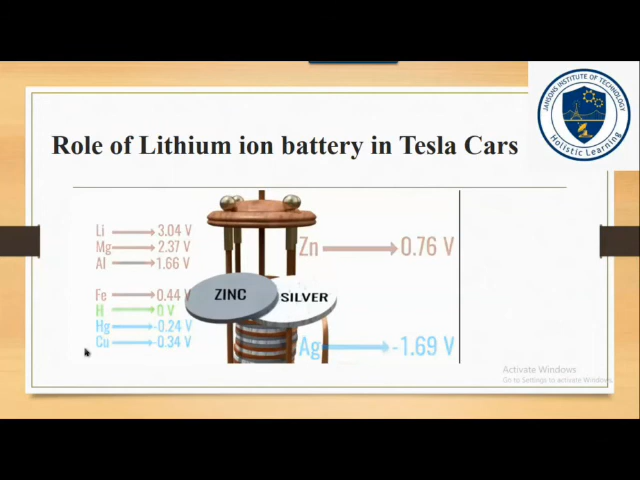 JANSONS INSTITUTE OF TECHNOLOGY
Holistic Learning
Role of Lithium ion battery in Tesla Cars
Li 3.04 V
Mg 2.37 V
Al 1.66 V
Fe 0.44 V
H 0 V
Hg -0.24 V
Cu -0.34 V
Zn 0.76 V
ZINC
SILVER
Ag -1.69 V
Activate Windows
Go to Settings to activate Windows.